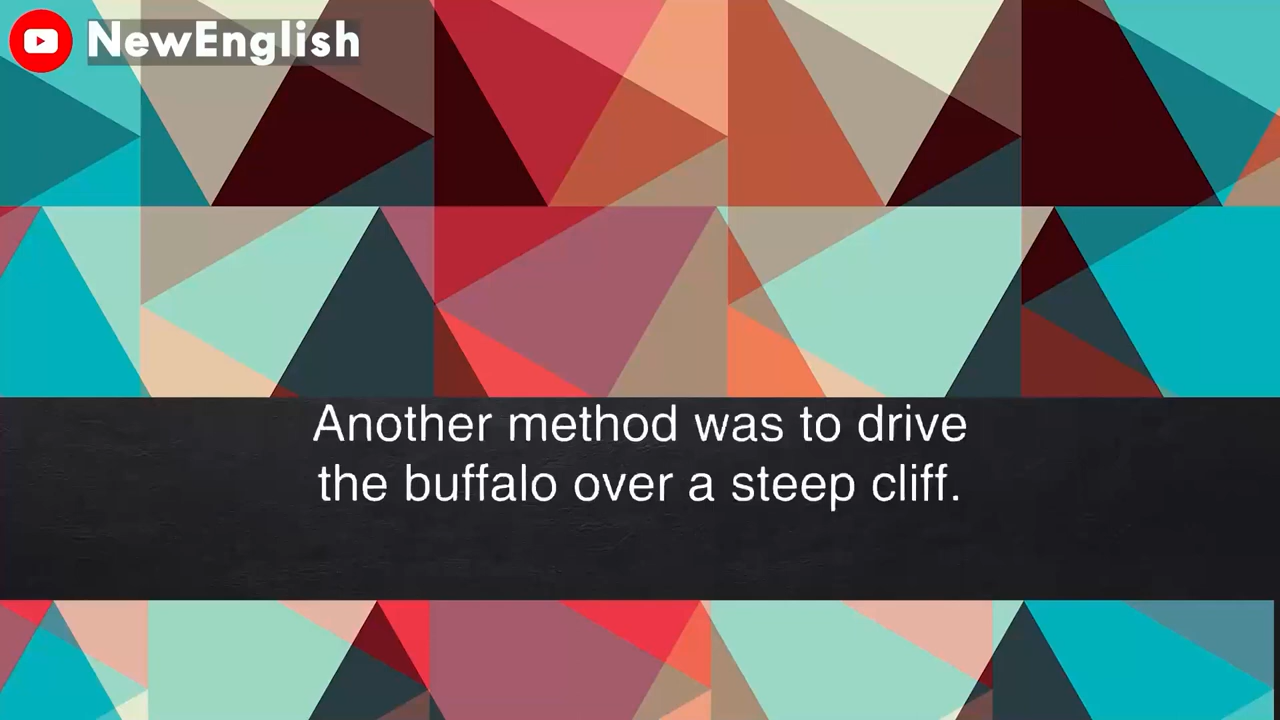 NewEnglish
Another method was to drive
the buffalo over a steep cliff.